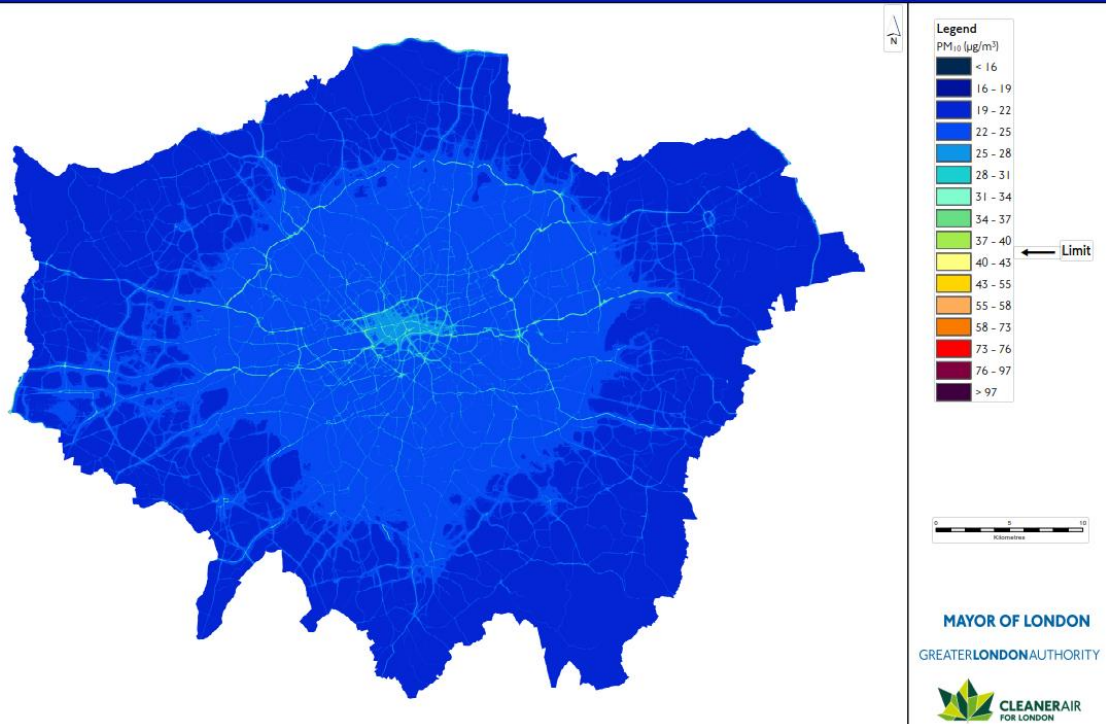 N
Legend
PM₁₀ (µg/m³)
< 16
16 - 19
19 - 22
22 - 25
25 - 28
28 - 31
31 - 34
34 - 37
37 - 40
40 - 43
43 - 55
55 - 58
58 - 73
73 - 76
76 - 97
> 97
Limit
0 5 10
Kilometres
MAYOR OF LONDON
GREATERLONDONAUTHORITY
CLEANERAIR
FOR LONDON